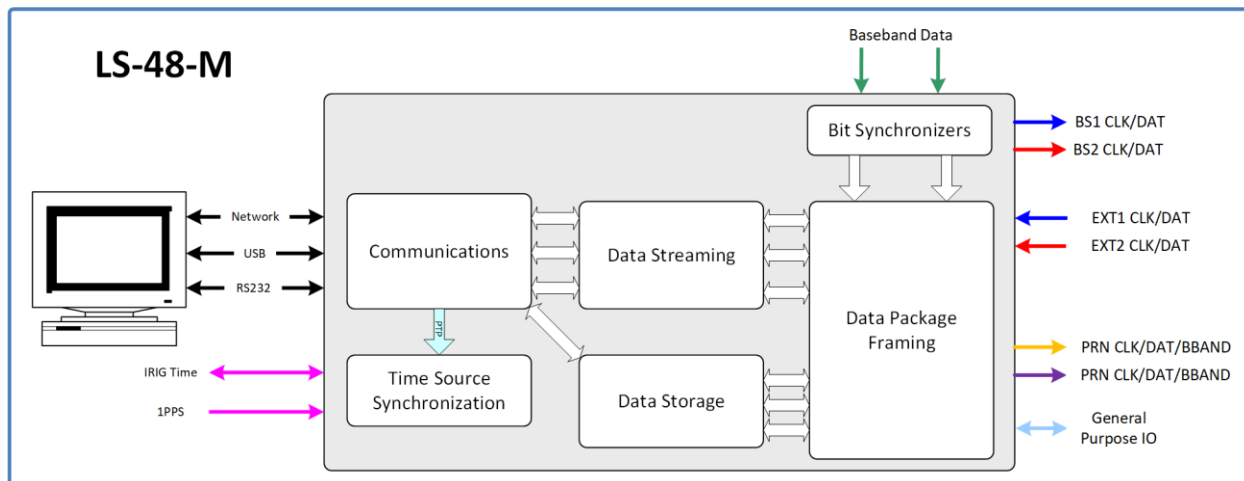 LS-48-M
Baseband Data
Bit Synchronizers
BS1 CLK/DAT
BS2 CLK/DAT
Network
USB
RS232
Communications
Data Streaming
EXT1 CLK/DAT
EXT2 CLK/DAT
Data Package
Framing
PTP
PRN CLK/DAT/BBAND
PRN CLK/DAT/BBAND
IRIG Time
1PPS
Time Source
Synchronization
Data Storage
General
Purpose IO